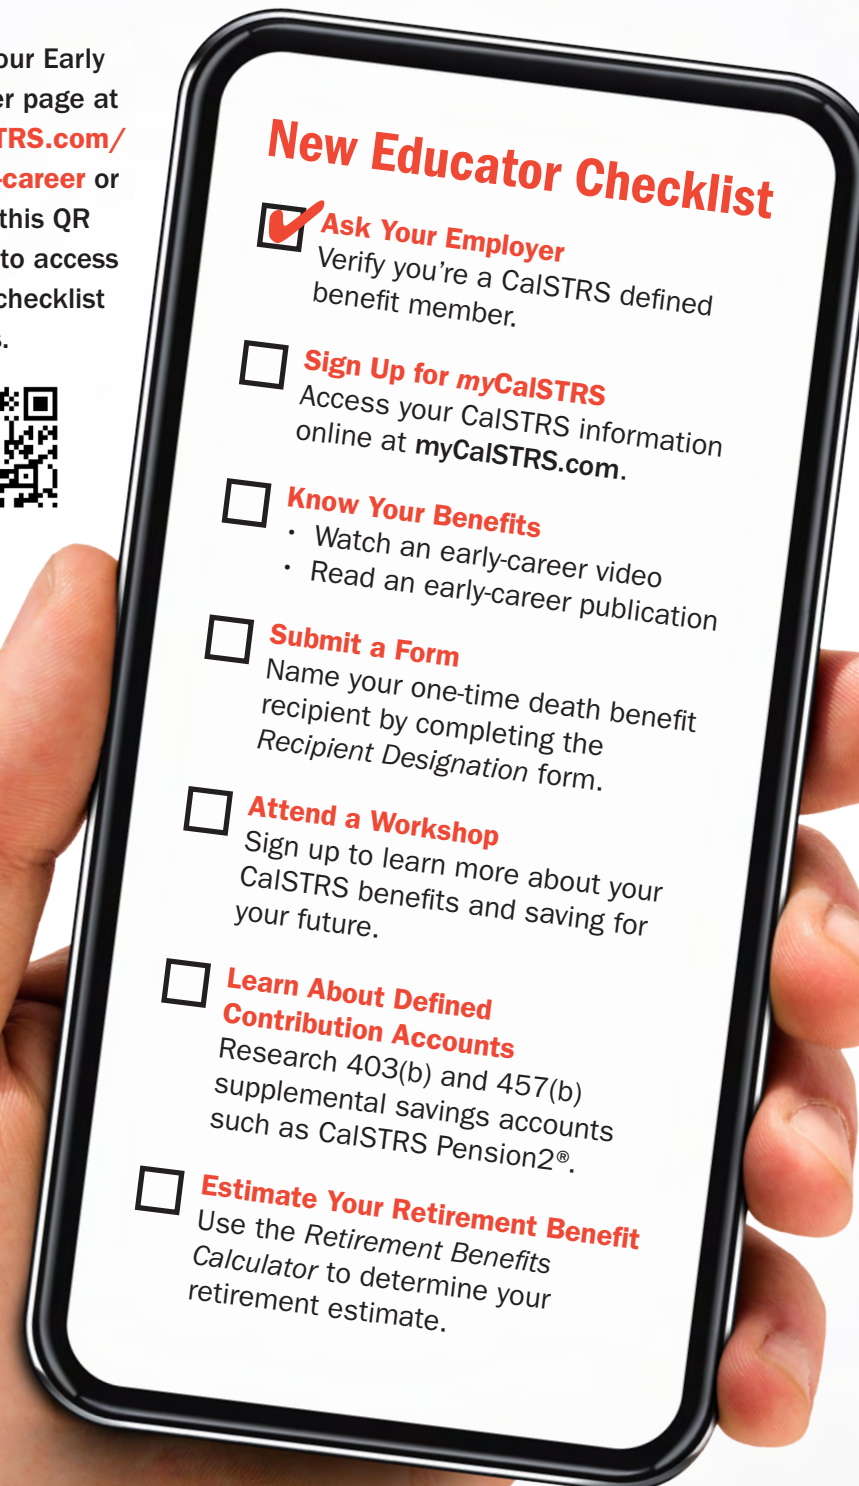 our Early
er page at
TRS.com/
-career or
this QR
to access
checklist
s.
New Educator Checklist
Ask Your Employer
Verify you're a CalSTRS defined
benefit member.
Sign Up for myCalSTRS
Access your CalSTRS information
online at myCalSTRS.com.
Know Your Benefits
• Watch an early-career video
• Read an early-career publication
Submit a Form
Name your one-time death benefit
recipient by completing the
Recipient Designation form.
Attend a Workshop
Sign up to learn more about your
CalSTRS benefits and saving for
your future.
Learn About Defined
Contribution Accounts
Research 403(b) and 457(b)
supplemental savings accounts
such as CalSTRS Pension2®.
Estimate Your Retirement Benefit
Use the Retirement Benefits
Calculator to determine your
retirement estimate.